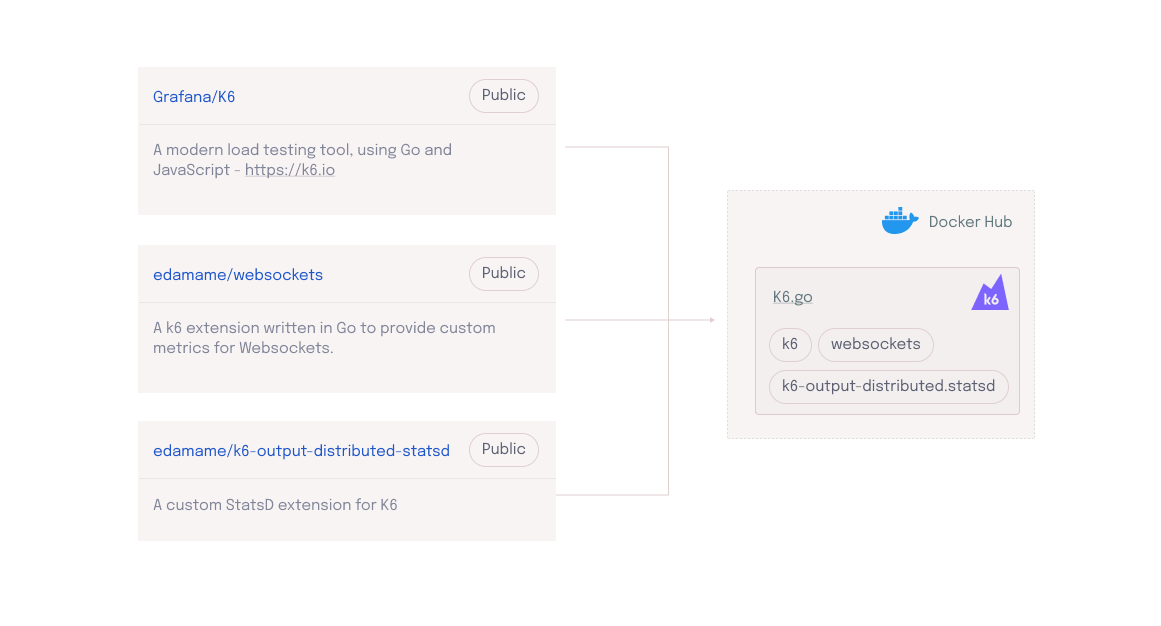 Grafana/K6
Public
A modern load testing tool, using Go and
JavaScript - https://k6.io
edamame/websockets
Public
A k6 extension written in Go to provide custom
metrics for Websockets.
edamame/k6-output-distributed-statsd
Public
A custom StatsD extension for K6
Docker Hub
K6.go
k6
k6
websockets
k6-output-distributed.statsd